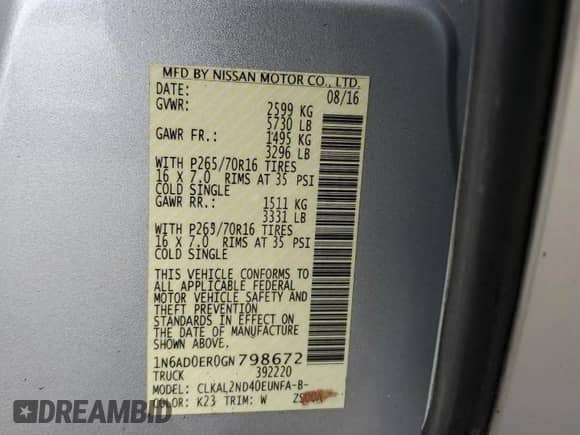 MFD BY NISSAN MOTOR CO., LTD.
DATE: 08/16
GVWR: 2599 KG
5730 LB
GAWR FR.: 1495 KG
3296 LB
WITH P265/70R16 TIRES
16 X 7.0 RIMS AT 35 PSI
COLD SINGLE
GAWR RR.: 1511 KG
3331 LB
WITH P265/70R16 TIRES
16 X 7.0 RIMS AT 35 PSI
COLD SINGLE
THIS VEHICLE CONFORMS TO
ALL APPLICABLE FEDERAL
MOTOR VEHICLE SAFETY AND
THEFT PREVENTION
STANDARDS IN EFFECT ON
THE DATE OF MANUFACTURE
SHOWN ABOVE.
1N6AD0ER0GN798672
TRUCK 392220
MODEL: CLKAL2ND40EUNFA-B-
COLOR: K23 TRIM: W
DREAMBID